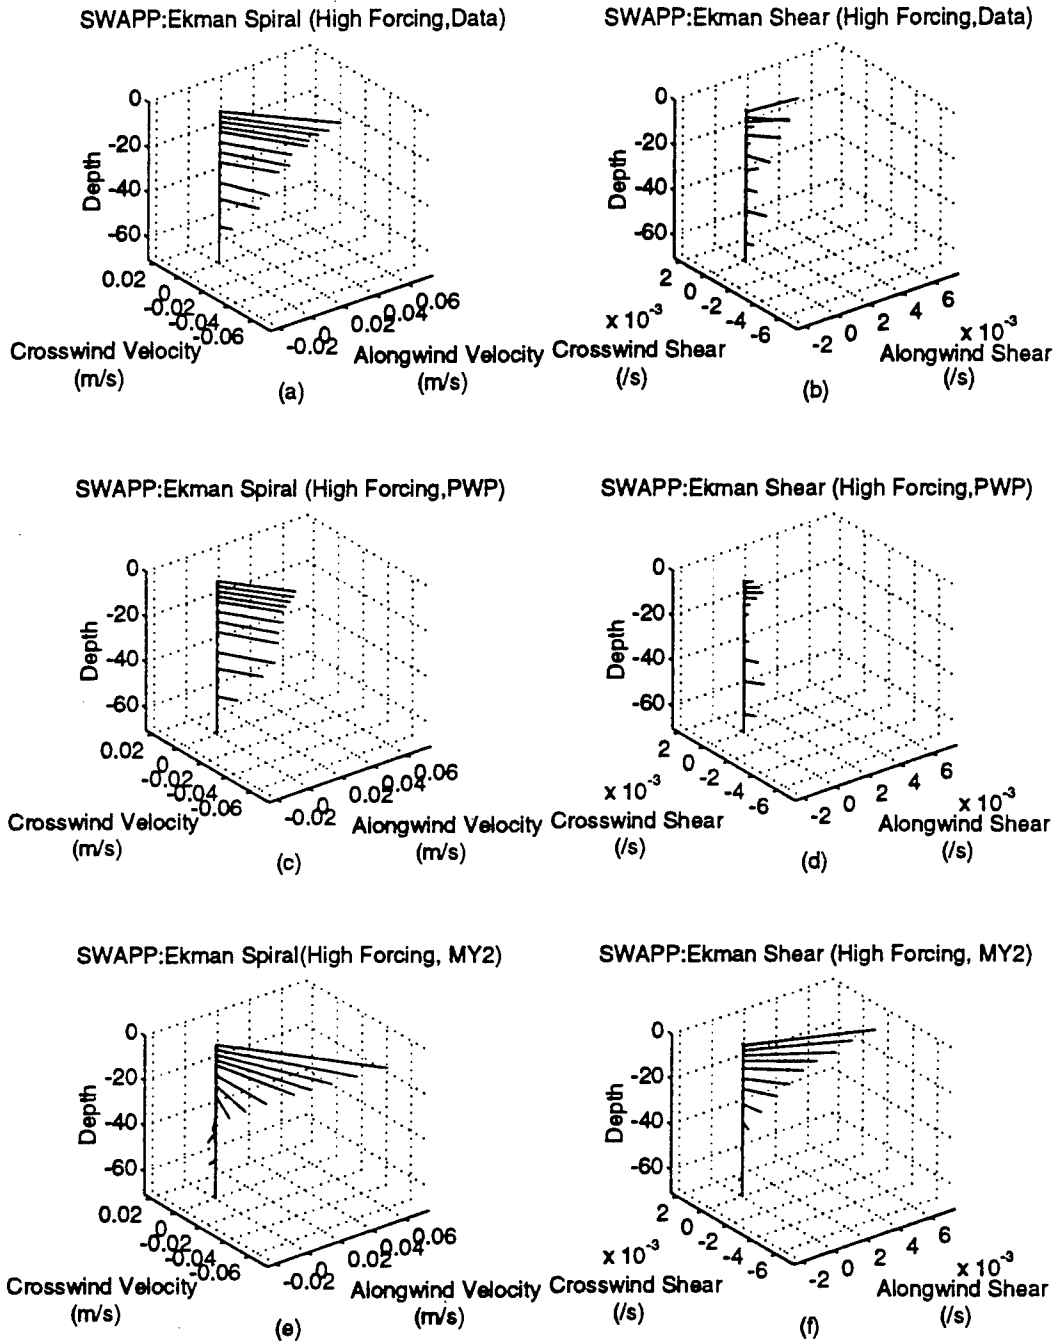 SWAPP:Ekman Spiral (High Forcing,Data)
0
-20
-40
-60
Depth
0.02
0
-0.02
-0.04
-0.06
-0.02
0
0.02
0.04
0.06
Crosswind Velocity
(m/s)
Alongwind Velocity
(m/s)
(a)
SWAPP:Ekman Shear (High Forcing,Data)
0
-20
-40
-60
Depth
2
0
-2
-4
-6
-2
0
2
4
6
x 10-3
x 10-3
Crosswind Shear
(/s)
Alongwind Shear
(/s)
(b)
SWAPP:Ekman Spiral (High Forcing,PWP)
0
-20
-40
-60
Depth
0.02
0
-0.02
-0.04
-0.06
-0.02
0
0.02
0.04
0.06
Crosswind Velocity
(m/s)
Alongwind Velocity
(m/s)
(c)
SWAPP:Ekman Shear (High Forcing,PWP)
0
-20
-40
-60
Depth
2
0
-2
-4
-6
-2
0
2
4
6
x 10-3
x 10-3
Crosswind Shear
(/s)
Alongwind Shear
(/s)
(d)
SWAPP:Ekman Spiral(High Forcing, MY2)
0
-20
-40
-60
Depth
0.02
0
-0.02
-0.04
-0.06
-0.02
0
0.02
0.04
0.06
Crosswind Velocity
(m/s)
Alongwind Velocity
(m/s)
(e)
SWAPP:Ekman Shear (High Forcing, MY2)
0
-20
-40
-60
Depth
2
0
-2
-4
-6
-2
0
2
4
6
x 10-3
x 10-3
Crosswind Shear
(/s)
Alongwind Shear
(/s)
(f)